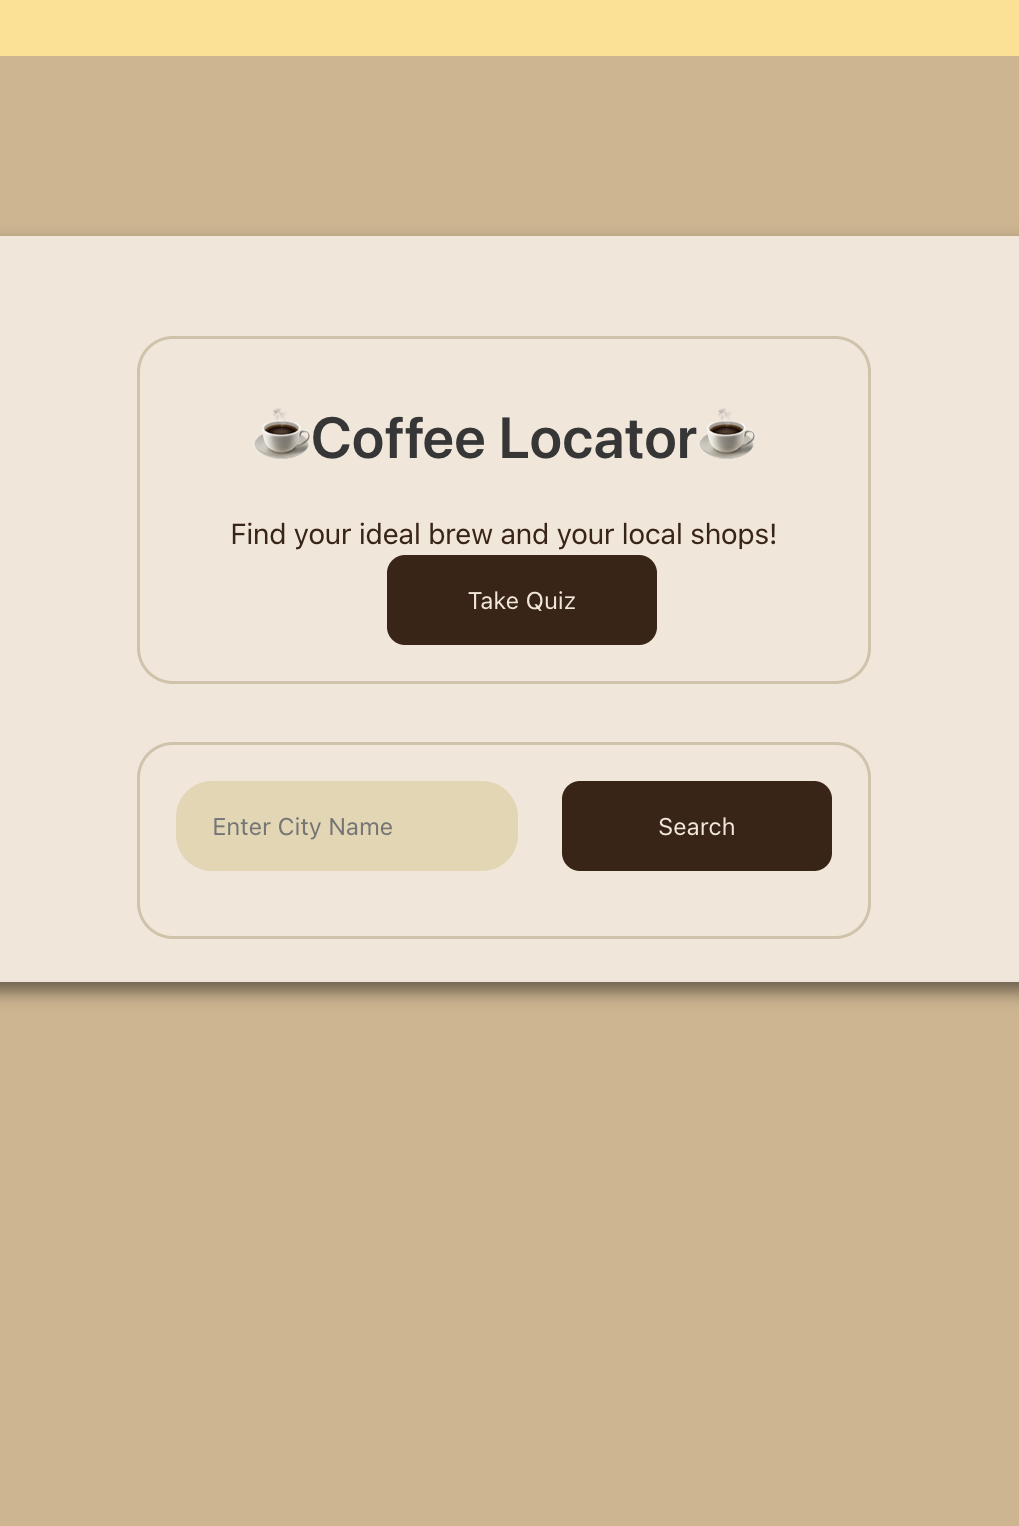 ☕Coffee Locator☕
Find your ideal brew and your local shops!
Take Quiz
Enter City Name
Search